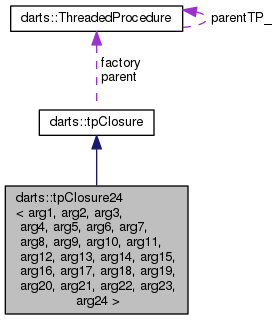 darts::ThreadedProcedure
parentTP_
factory
parent
darts::tpClosure
darts::tpClosure24
< arg1, arg2, arg3,
arg4, arg5, arg6, arg7,
arg8, arg9, arg10, arg11,
arg12, arg13, arg14, arg15,
arg16, arg17, arg18, arg19,
arg20, arg21, arg22, arg23,
arg24 >